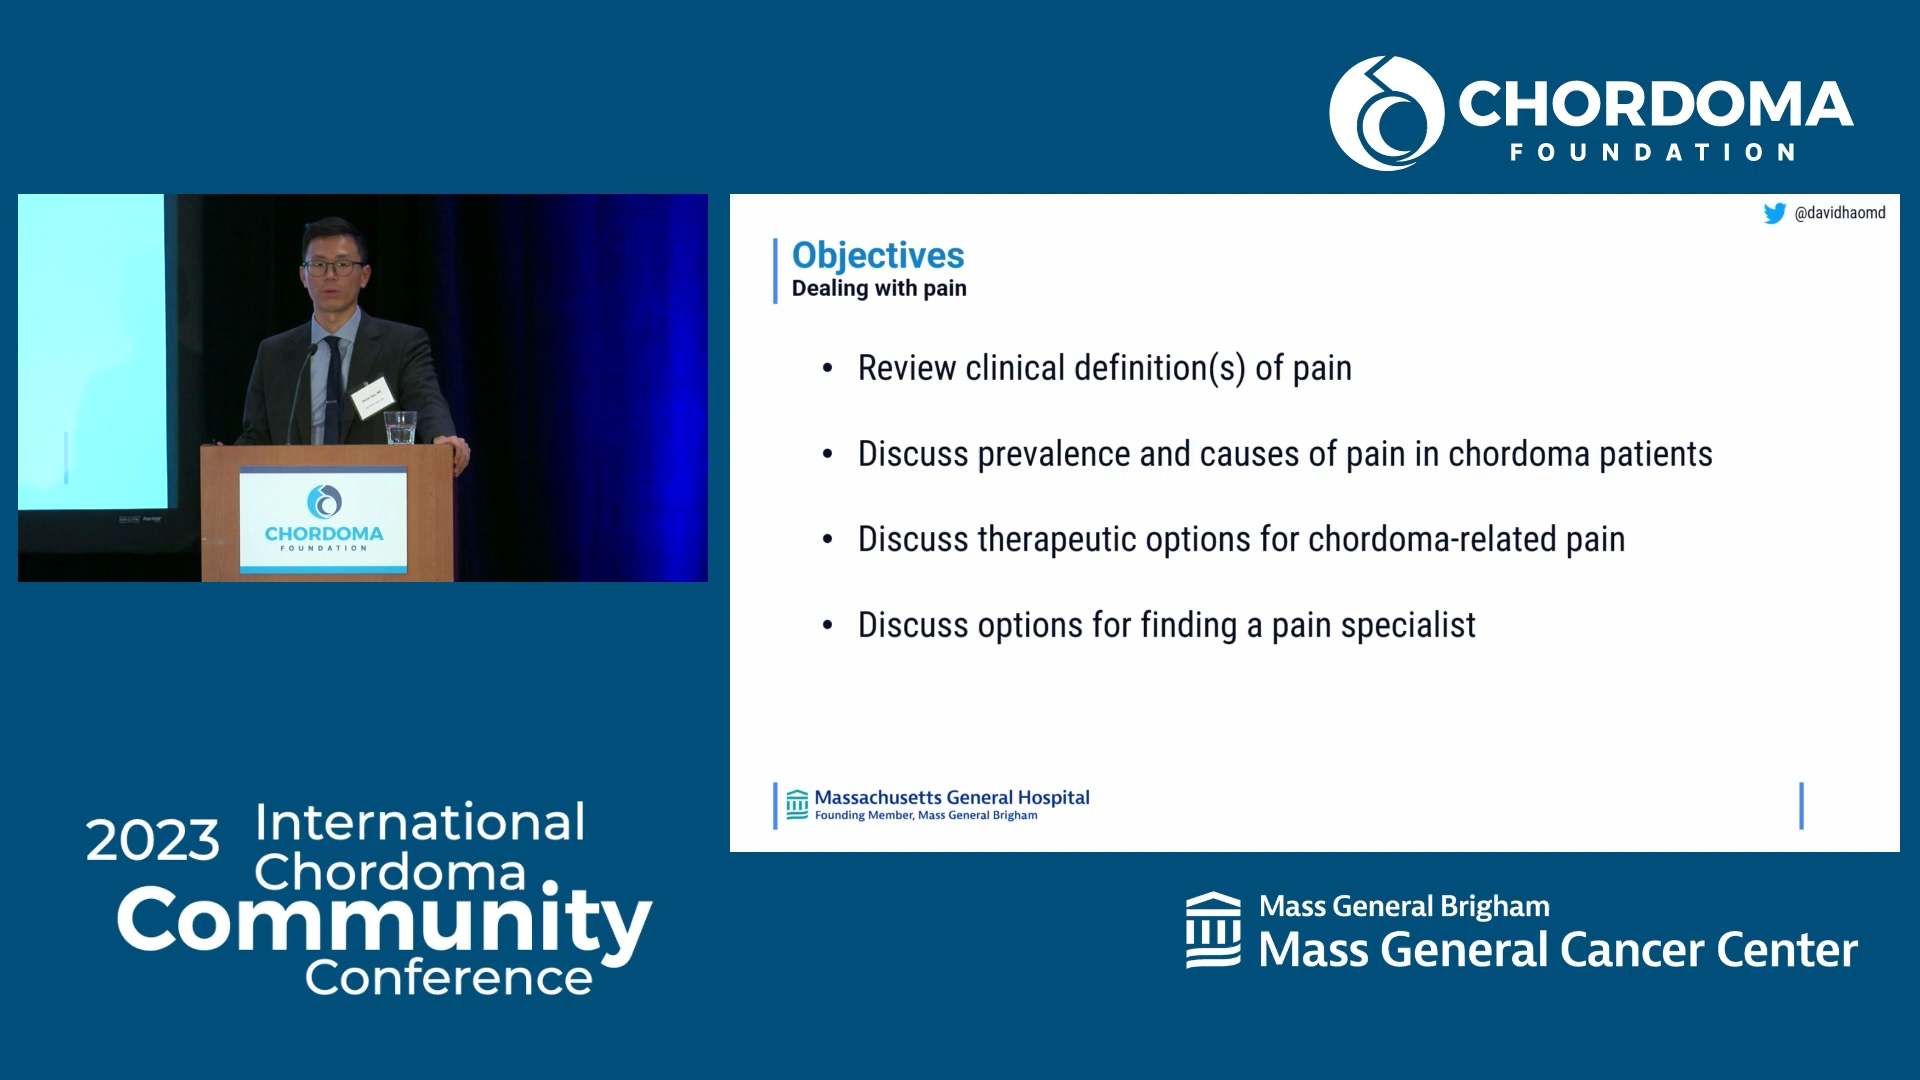 CHORDOMA
FOUNDATION
@davidhaomd
Objectives
Dealing with pain
• Review clinical definition(s) of pain
• Discuss prevalence and causes of pain in chordoma patients
• Discuss therapeutic options for chordoma-related pain
• Discuss options for finding a pain specialist
Massachusetts General Hospital
Founding Member, Mass General Brigham
CHORDOMA
FOUNDATION
2023 International
Chordoma
Community
Conference
Mass General Brigham
Mass General Cancer Center